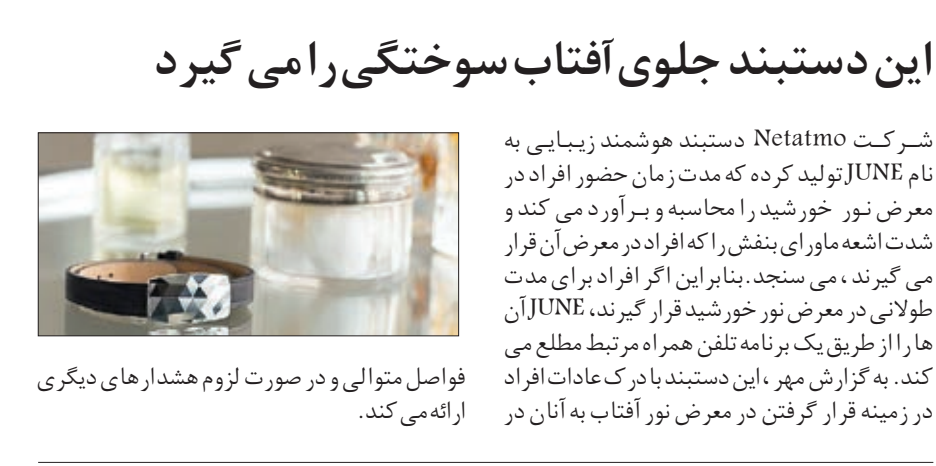 این دستبند جلوی آفتاب سوختگی را می گیرد
شرکت Netatmo دستبند هوشمند زیبایی به
نام JUNE تولید کرده که مدت زمان حضور افراد در
معرض نور خورشید را محاسبه و برآورد می کند و
شدت اشعه ماورای بنفش را که افراد در معرض آن قرار
می گیرند ، می سنجد. بنابراین اگر افراد برای مدت
طولانی در معرض نور خورشید قرار گیرند، JUNE آن
ها را از طریق یک برنامه تلفن همراه مرتبط مطلع می
کند. به گزارش مهر ، این دستبند با درک عادات افراد
در زمینه قرار گرفتن در معرض نور آفتاب به آنان در
فواصل متوالی و در صورت لزوم هشدارهای دیگری
ارائه می کند.